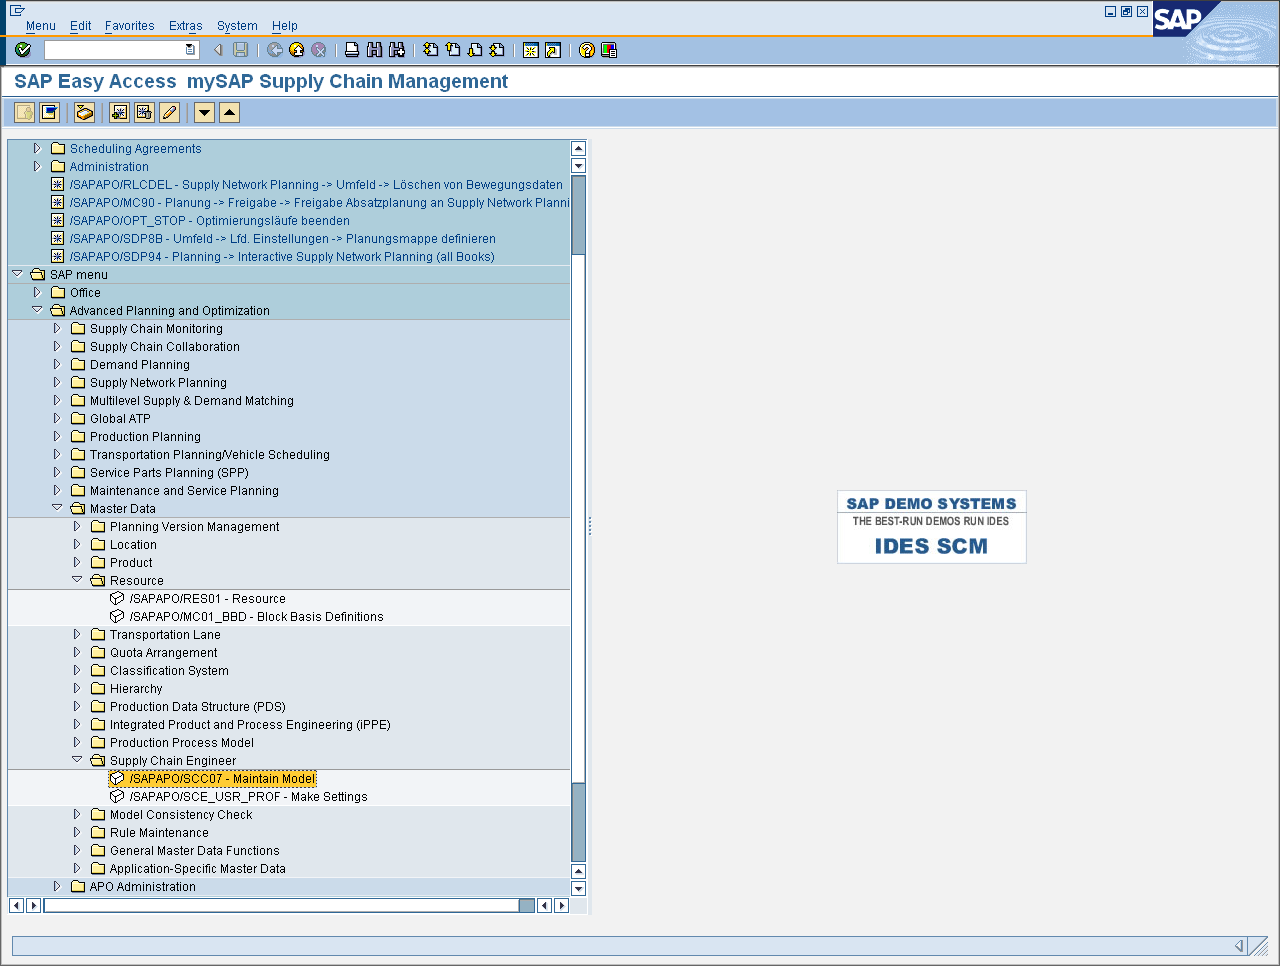 Menu Edit Favorites Extras System Help
SAP
SAP Easy Access mySAP Supply Chain Management
Scheduling Agreements
Administration
/SAPAPO/RLCDEL - Supply Network Planning -> Umfeld -> Löschen von Bewegungsdaten
/SAPAPO/MC90 - Planung -> Freigabe -> Freigabe Absatzplanung an Supply Network Planni
/SAPAPO/OPT_STOP - Optimierungsläufe beenden
/SAPAPO/SDP8B - Umfeld -> Lfd. Einstellungen -> Planungsmappe definieren
/SAPAPO/SDP94 - Planning -> Interactive Supply Network Planning (all Books)
SAP menu
Office
Advanced Planning and Optimization
Supply Chain Monitoring
Supply Chain Collaboration
Demand Planning
Supply Network Planning
Multilevel Supply & Demand Matching
Global ATP
Production Planning
Transportation Planning/Vehicle Scheduling
Service Parts Planning (SPP)
Maintenance and Service Planning
Master Data
Planning Version Management
Location
Product
Resource
/SAPAPO/RES01 - Resource
/SAPAPO/MC01_BBD - Block Basis Definitions
Transportation Lane
Quota Arrangement
Classification System
Hierarchy
Production Data Structure (PDS)
Integrated Product and Process Engineering (iPPE)
Production Process Model
Supply Chain Engineer
/SAPAPO/SCC07 - Maintain Model
/SAPAPO/SCE_USR_PROF - Make Settings
Model Consistency Check
Rule Maintenance
General Master Data Functions
Application-Specific Master Data
APO Administration
SAP DEMO SYSTEMS
THE BEST-RUN DEMOS RUN IDES
IDES SCM